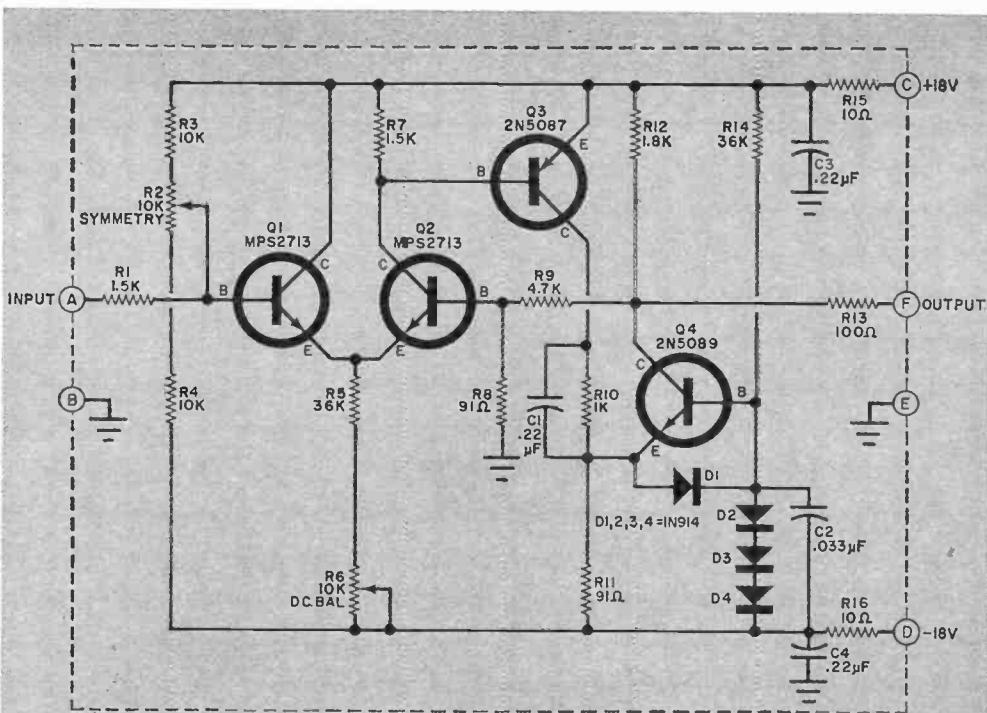 R3
10K
R2
10K
SYMMETRY
R7
1.5K
Q3
2N5087
E
B
C
R12
1.8K
R14
36K
R15
10Ω
C
+18V
C3
.22µF
INPUT
A
R1
1.5K
Q1
MPS2713
C
B
E
Q2
MPS2713
C
B
E
R9
4.7K
F
OUTPUT
R13
100Ω
Q4
2N5089
C
B
E
B
R4
10K
R5
36K
R8
91Ω
C1
.22
µF
R10
1K
E
D1
D1,2,3,4=1N914
D2
D3
D4
C2
.033µF
R6
10K
D.C.BAL
R11
91Ω
R16
10Ω
D
-18V
C4
.22µF